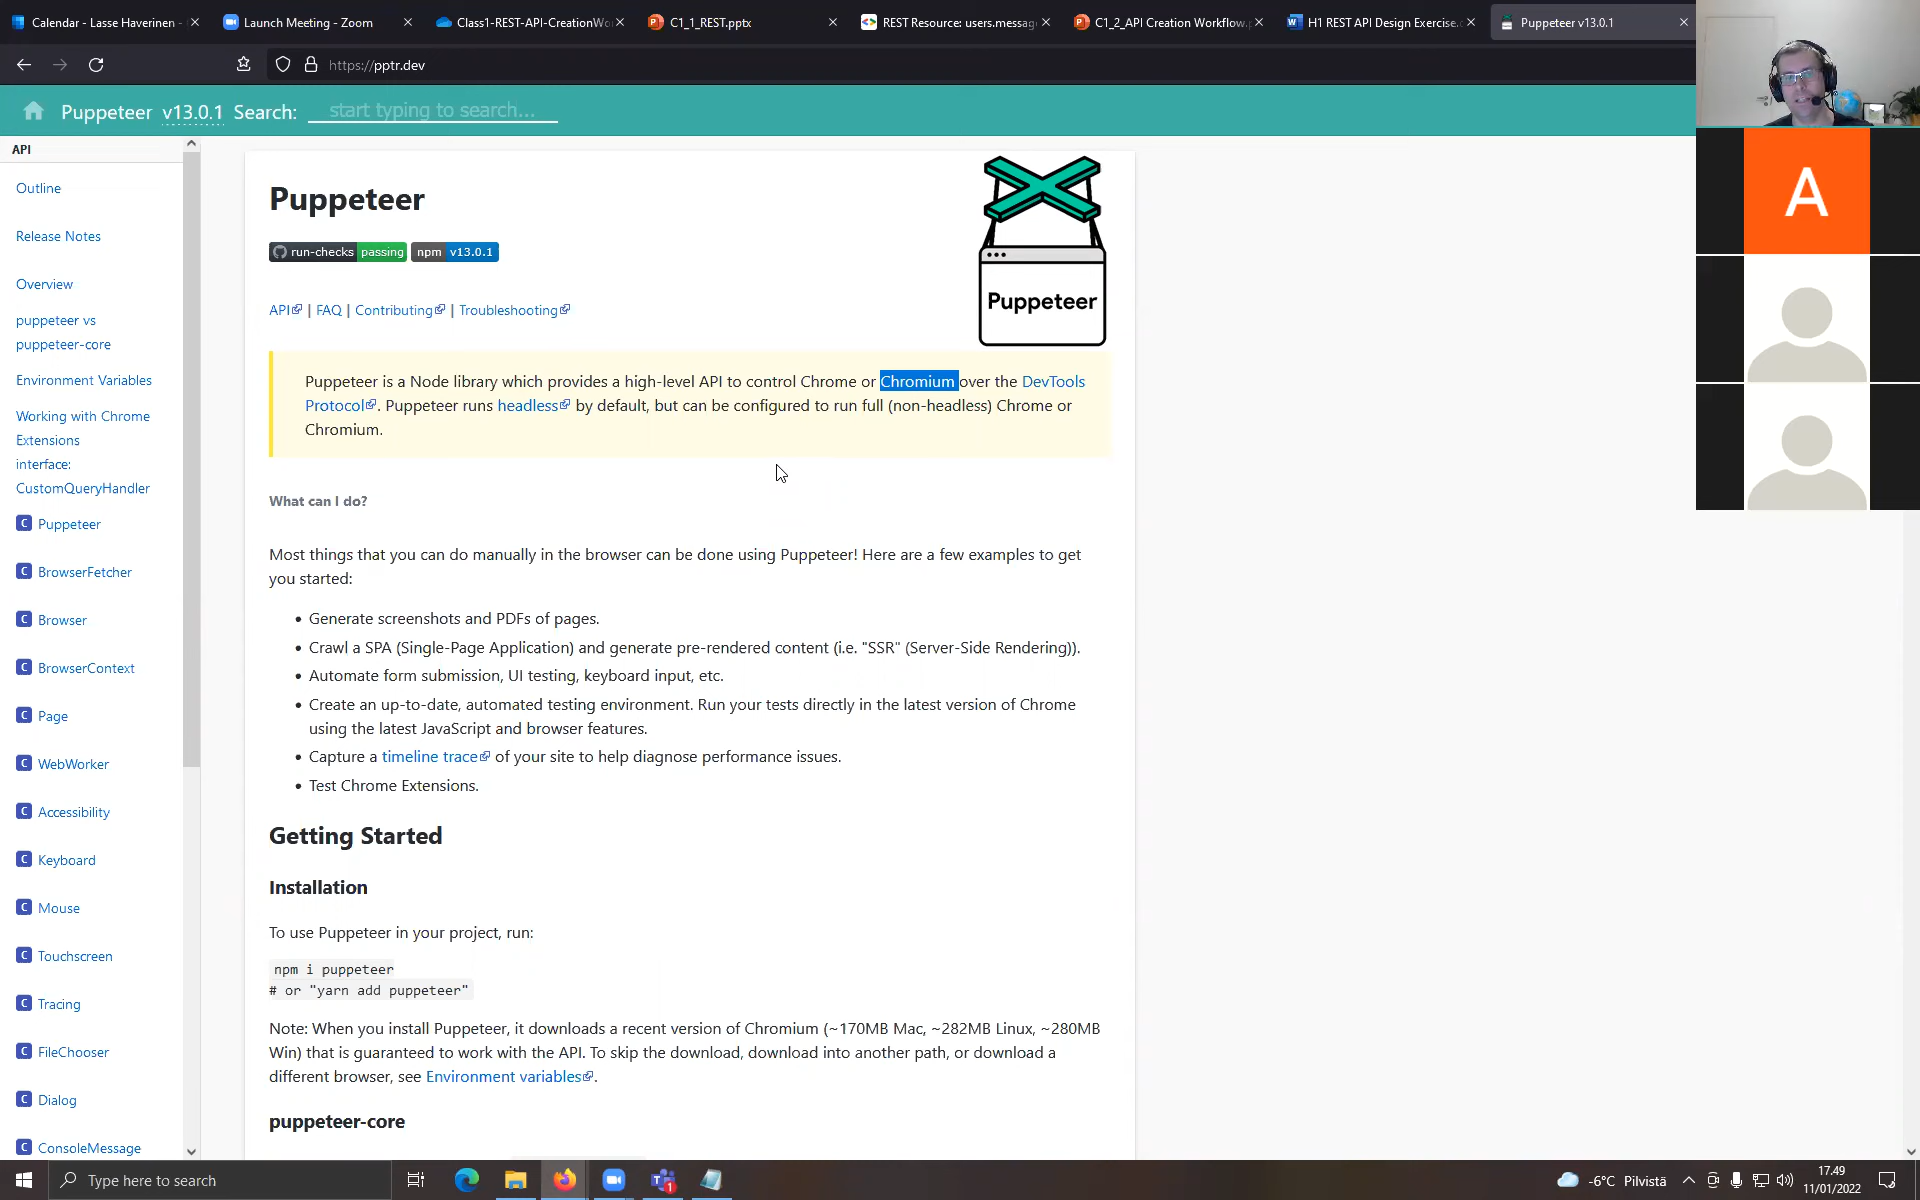 Calendar - Lasse Haverinen -
Launch Meeting - Zoom
Class1-REST-API-CreationWo
C1_1_REST.pptx
REST Resource: users.messag
C1_2_API Creation Workflow.p
H1 REST API Design Exercise.
Puppeteer v13.0.1
https://pptr.dev
Puppeteer v13.0.1 Search: start typing to search...
API
Outline
Release Notes
Overview
puppeteer vs
puppeteer-core
Environment Variables
Working with Chrome
Extensions
interface:
CustomQueryHandler
C Puppeteer
C BrowserFetcher
C Browser
C BrowserContext
C Page
C WebWorker
C Accessibility
C Keyboard
C Mouse
C Touchscreen
C Tracing
C FileChooser
C Dialog
C ConsoleMessage
Puppeteer
run-checks passing npm v13.0.1
API | FAQ | Contributing | Troubleshooting
Puppeteer
Puppeteer is a Node library which provides a high-level API to control Chrome or Chromium over the DevTools
Protocol. Puppeteer runs headless by default, but can be configured to run full (non-headless) Chrome or
Chromium.
What can I do?
Most things that you can do manually in the browser can be done using Puppeteer! Here are a few examples to get
you started:
• Generate screenshots and PDFs of pages.
• Crawl a SPA (Single-Page Application) and generate pre-rendered content (i.e. "SSR" (Server-Side Rendering)).
• Automate form submission, UI testing, keyboard input, etc.
• Create an up-to-date, automated testing environment. Run your tests directly in the latest version of Chrome
using the latest JavaScript and browser features.
• Capture a timeline trace of your site to help diagnose performance issues.
• Test Chrome Extensions.
Getting Started
Installation
To use Puppeteer in your project, run:
npm i puppeteer
# or "yarn add puppeteer"
Note: When you install Puppeteer, it downloads a recent version of Chromium (~170MB Mac, ~282MB Linux, ~280MB
Win) that is guaranteed to work with the API. To skip the download, download into another path, or download a
different browser, see Environment variables.
puppeteer-core
A
Type here to search
1
-6°C Pilvistä
17.49
11/01/2022